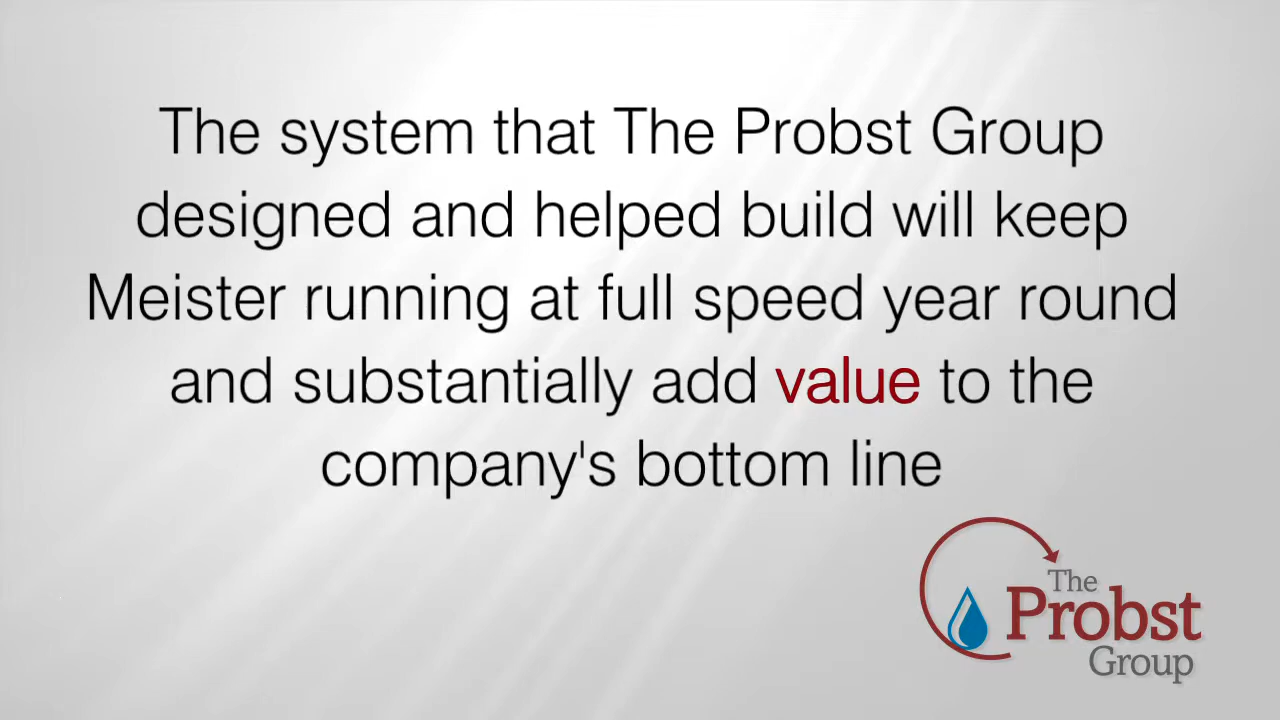 The system that The Probst Group
designed and helped build will keep
Meister running at full speed year round
and substantially add value to the
company's bottom line
The
Probst
Group